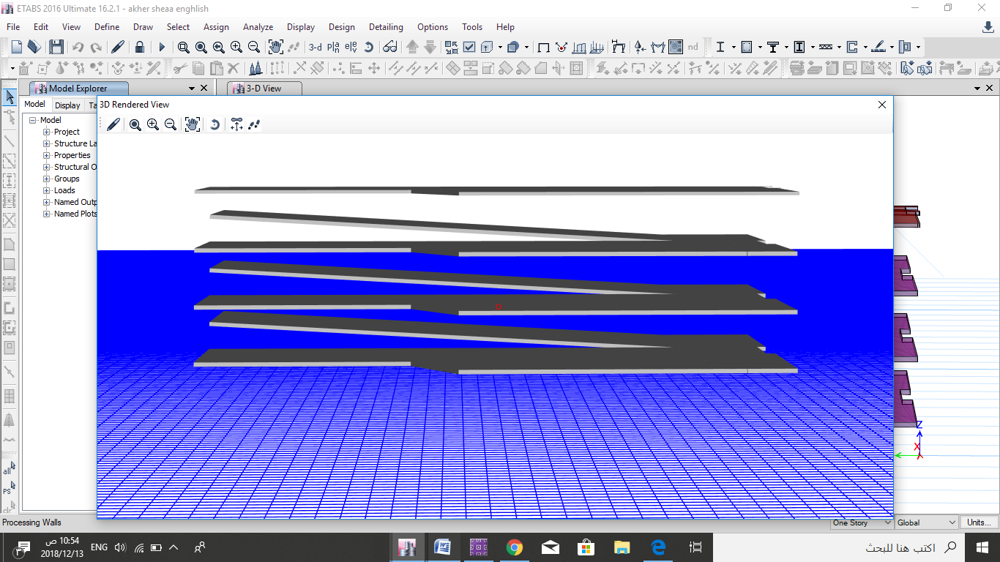 ETABS 2016 Ultimate 16.2.1 - akher sheaa enghlish
File Edit View Define Draw Select Assign Analyze Display Design Detailing Options Tools Help
3-d pla ele nd
Model Explorer
3-D View
Model Display Ta
3D Rendered View
Model
Project
Structure La
Properties
Structural O
Groups
Loads
Named Outp
Named Plots
all
PS
clr
Z
X
Processing Walls
One Story Global Units...
10:54 ص
2018/12/13
ENG
اكتب هنا للبحث